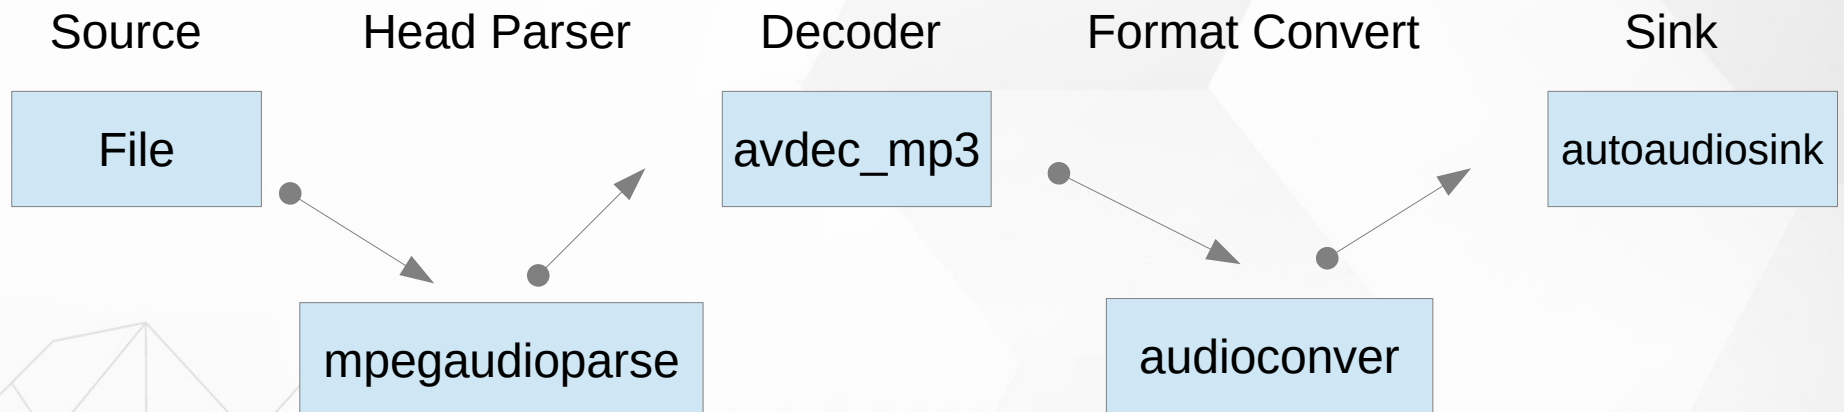 Source
Head Parser
Decoder
Format Convert
Sink
File
avdec_mp3
autoaudiosink
mpegaudioparse
audioconver